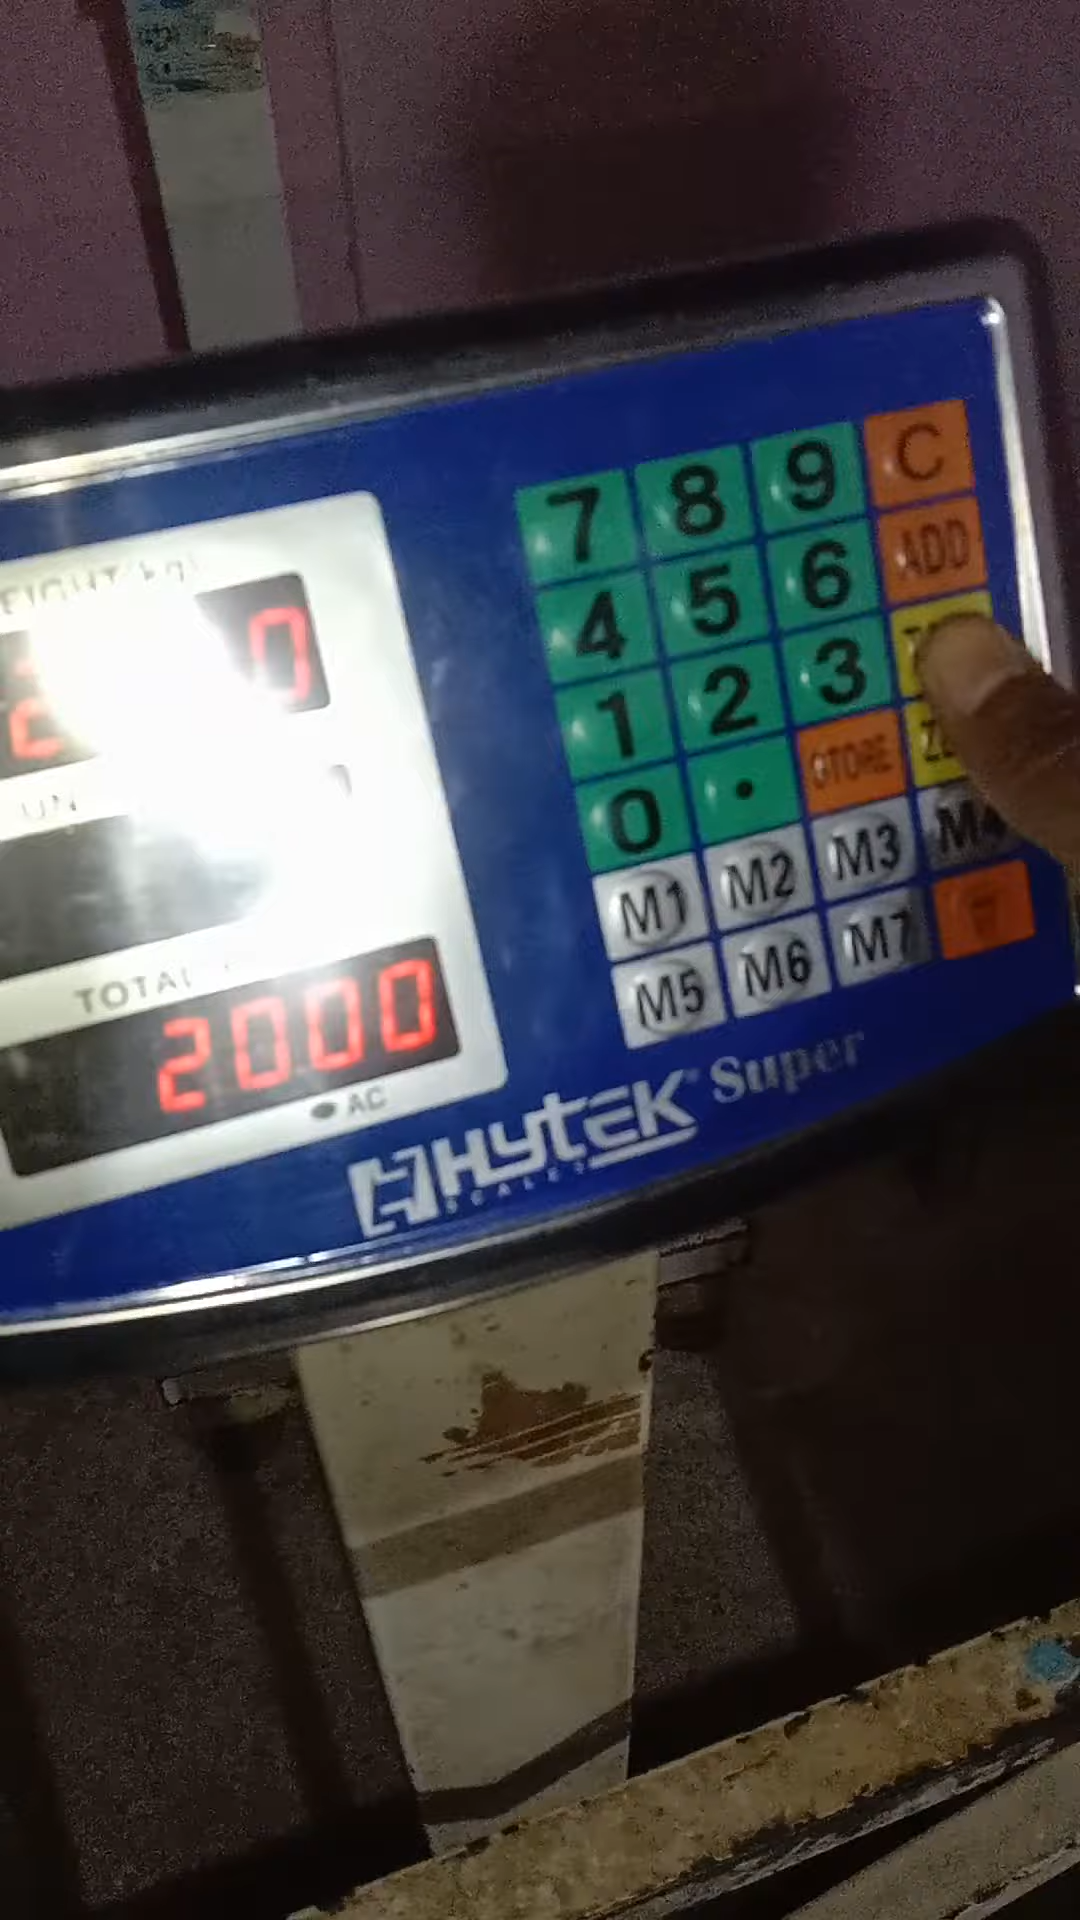 7 8 9 C
4 5 6 ADD
1 2 3
0 . STORE
M1 M2 M3 M4
M5 M6 M7
0
TOTAL
2000
AC
HYTEK Super
SCALES